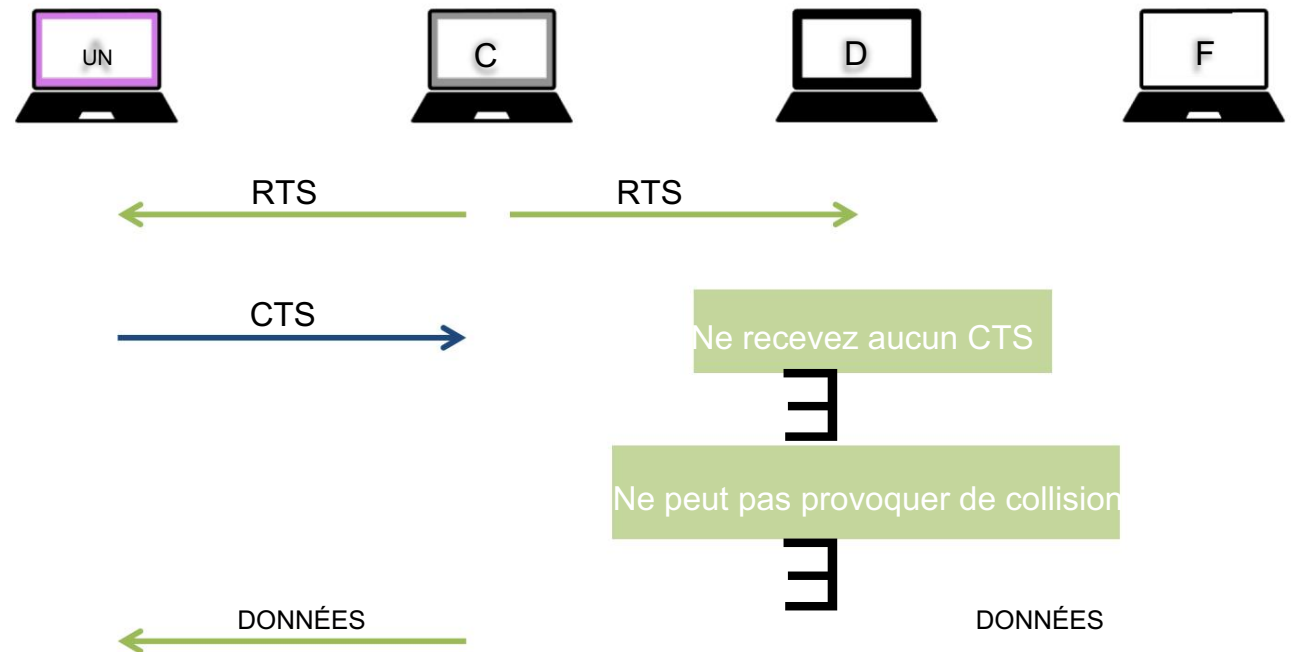 UN
C
D
F
RTS
RTS
CTS
Ne recevez aucun CTS
Ne peut pas provoquer de collision
DONNÉES
DONNÉES